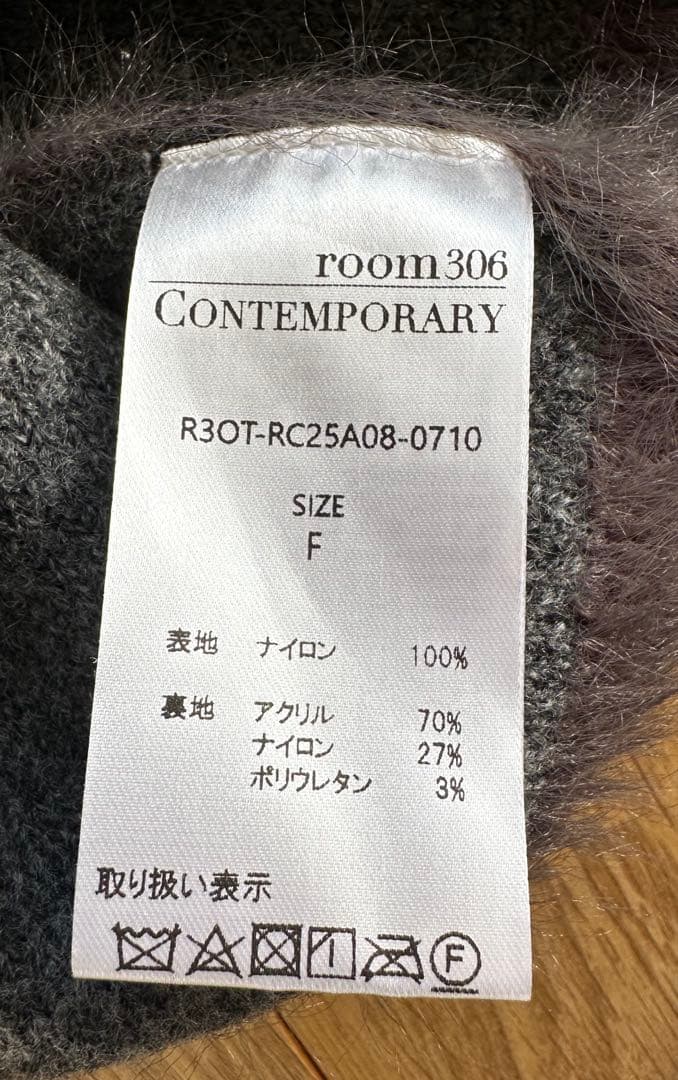 room306
CONTEMPORARY
R3OT-RC25A08-0710
SIZE
F
表地 ナイロン 100%
裏地 アクリル 70%
ナイロン 27%
ポリウレタン 3%
取り扱い表示
F